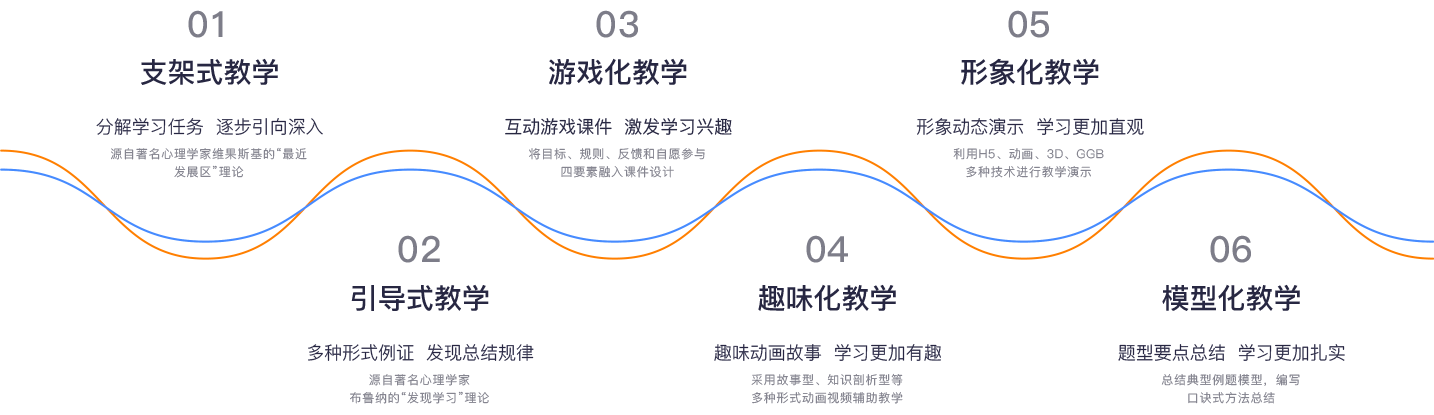 01
支架式教学
分解学习任务 逐步引向深入
源自著名心理学家维果斯基的“最近
发展区”理论
02
引导式教学
多种形式例证 发现总结规律
源自著名心理学家
布鲁纳的“发现学习”理论
03
游戏化教学
互动游戏课件 激发学习兴趣
将目标、规则、反馈和自愿参与
四要素融入课件设计
04
趣味化教学
趣味动画故事 学习更加有趣
采用故事型、知识剖析型等
多种形式动画视频辅助教学
05
形象化教学
形象动态演示 学习更加直观
利用H5、动画、3D、GGB
多种技术进行教学演示
06
模型化教学
题型要点总结 学习更加扎实
总结典型例题模型，编写
口诀式方法总结